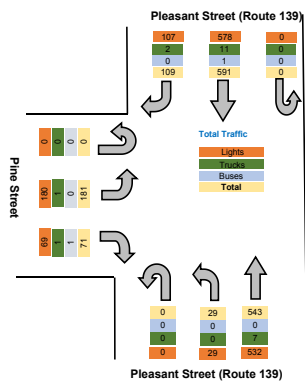 Pleasant Street (Route 139)
107 578 0
2 11 0
0 1 0
109 591 0
Total Traffic
Lights
Trucks
Buses
Total
Pine Street
0 0 0 0
180 1 0 181
69 1 1 71
0 29 543
0 0 0
0 0 7
0 29 532
Pleasant Street (Route 139)